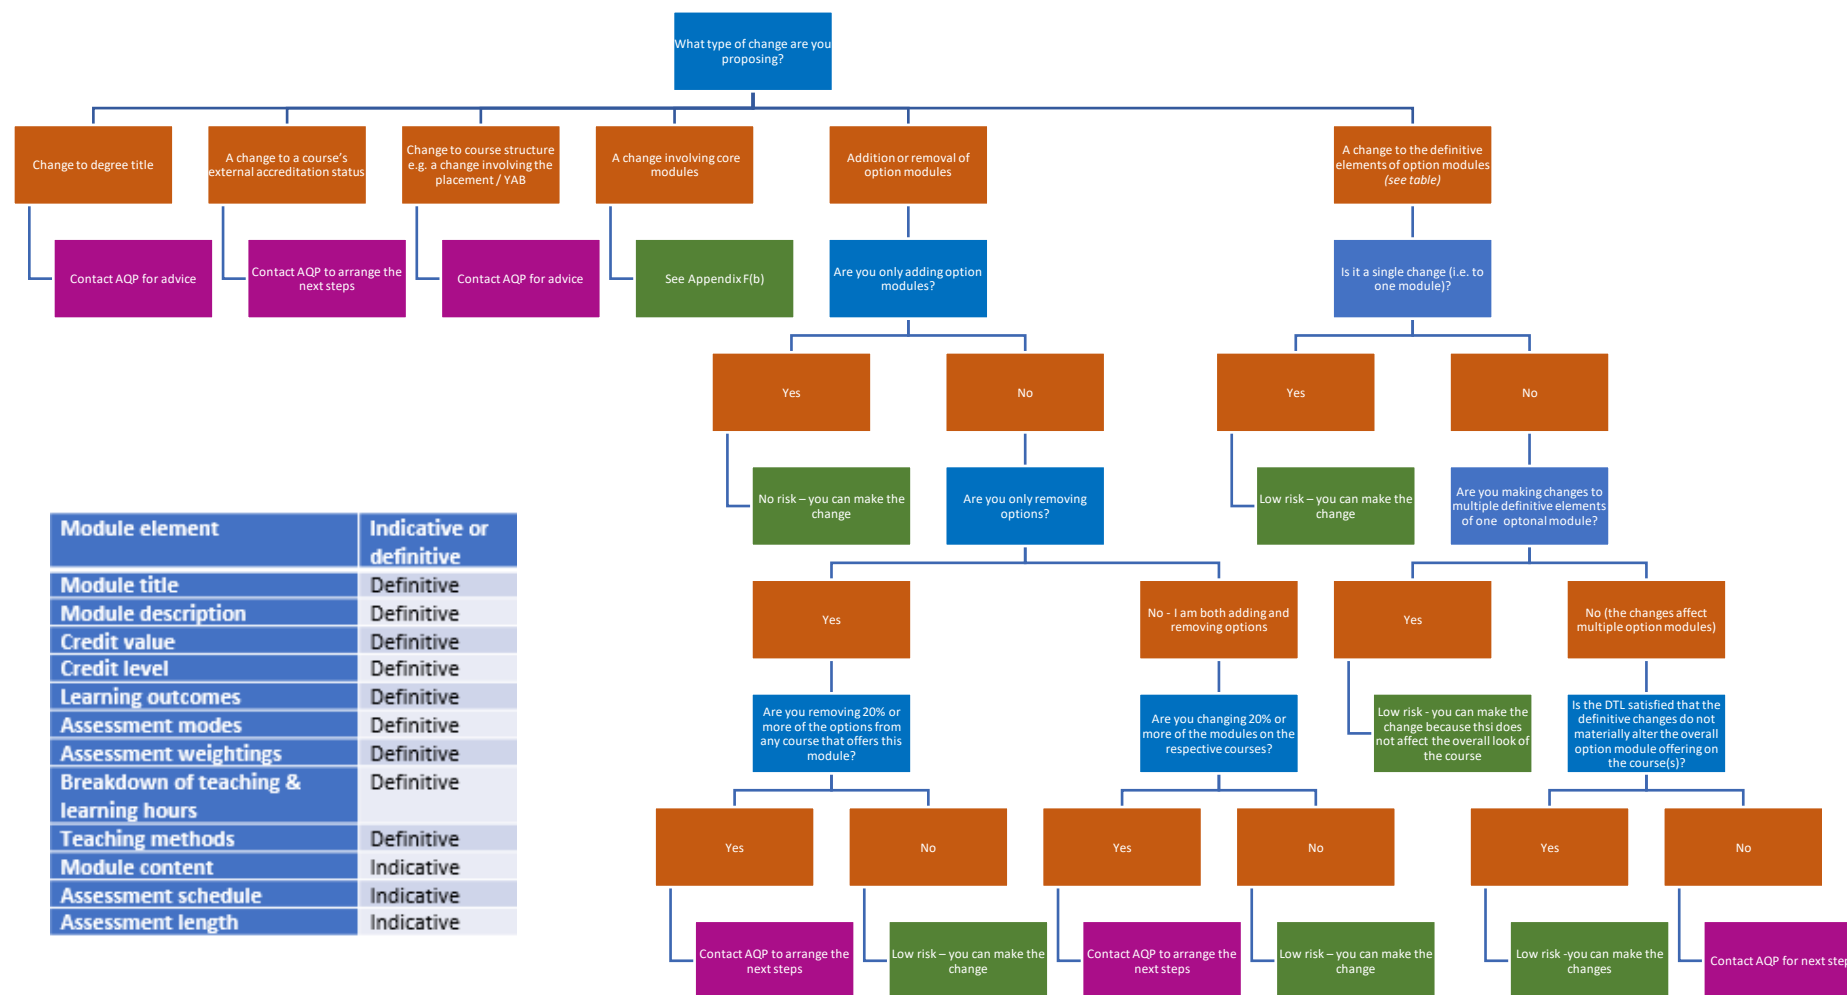 What type of change are you
proposing?
Change to degree title
A change to a course's
external accreditation status
Change to course structure
e.g. a change involving the
placement / YAB
A change involving core
modules
Addition or removal of
option modules
A change to the definitive
elements of option modules
(see table)
Contact AQP for advice
Contact AQP to arrange the
next steps
Contact AQP for advice
See Appendix F(b)
Are you only adding option
modules?
Is it a single change (i.e. to
one module)?
Yes
No
Yes
No
No risk – you can make the
change
Are you only removing
options?
Low risk – you can make the
change
Are you making changes to
multiple definitive elements
of one optonal module?
Yes
No - I am both adding and
removing options
Yes
No (the changes affect
multiple option modules)
Are you removing 20% or
more of the options from
any course that offers this
module?
Are you changing 20% or
more of the modules on the
respective courses?
Low risk - you can make the
change because thsi does
not affect the overall look of
the course
Is the DTL satisfied that the
definitive changes do not
materially alter the overall
option module offering on
the course(s)?
Yes
No
Yes
No
Yes
No
Contact AQP to arrange the
next steps
Low risk – you can make the
change
Contact AQP to arrange the
next steps
Low risk – you can make the
change
Low risk -you can make the
changes
Contact AQP for next step
Module element Indicative or
definitive
Module title Definitive
Module description Definitive
Credit value Definitive
Credit level Definitive
Learning outcomes Definitive
Assessment modes Definitive
Assessment weightings Definitive
Breakdown of teaching & Definitive
learning hours
Teaching methods Definitive
Module content Indicative
Assessment schedule Indicative
Assessment length Indicative